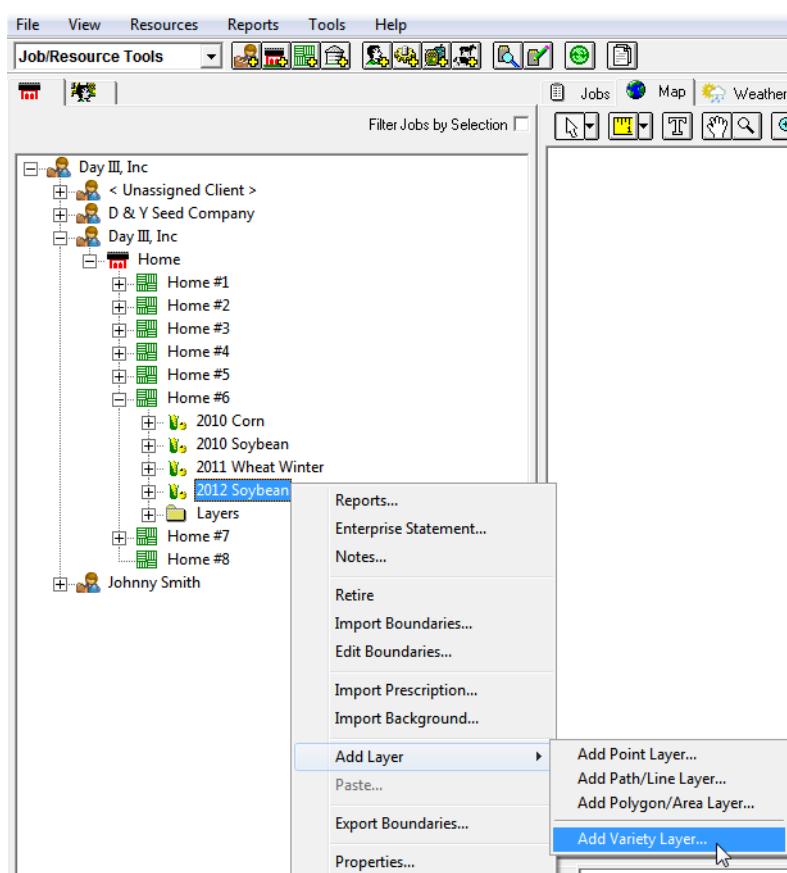 File View Resources Reports Tools Help
Job/Resource Tools
Jobs Map Weather
Filter Jobs by Selection
T
Day III, Inc
< Unassigned Client >
D & Y Seed Company
Day III, Inc
Home
Home #1
Home #2
Home #3
Home #4
Home #5
Home #6
2010 Corn
2010 Soybean
2011 Wheat Winter
2012 Soybean
Layers
Home #7
Home #8
Johnny Smith
Reports...
Enterprise Statement...
Notes...
Retire
Import Boundaries...
Edit Boundaries...
Import Prescription...
Import Background...
Add Layer
Paste...
Export Boundaries...
Properties...
Add Point Layer...
Add Path/Line Layer...
Add Polygon/Area Layer...
Add Variety Layer...